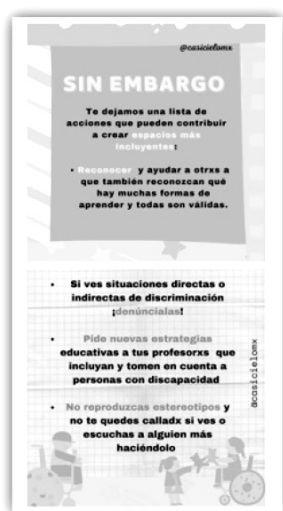 @casicielomx
SIN EMBARGO
Te dejamos una lista de
acciones que pueden contribuir
a crear espacios más
incluyentes:
• Reconocer y ayudar a otrxs a
que también reconozcan qué
hay muchas formas de
aprender y todas son válidas.
• Si ves situaciones directas o
indirectas de discriminación
¡denúncialas!
• Pide nuevas estrategias
educativas a tus profesorxs que
incluyan y tomen en cuenta a
personas con discapacidad
• No reproduzcas estereotipos y
no te quedes calladx si ves o
escuchas a alguien más
haciéndolo
@casicielomx